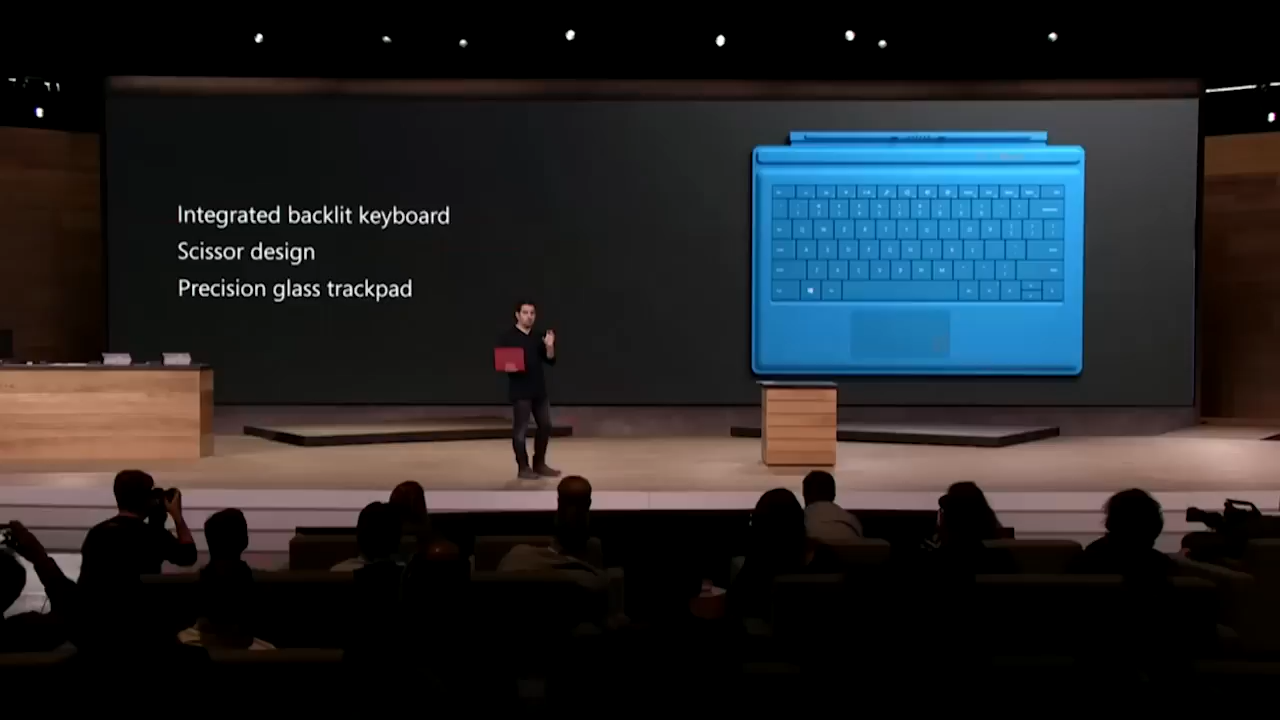 Integrated backlit keyboard
Scissor design
Precision glass trackpad